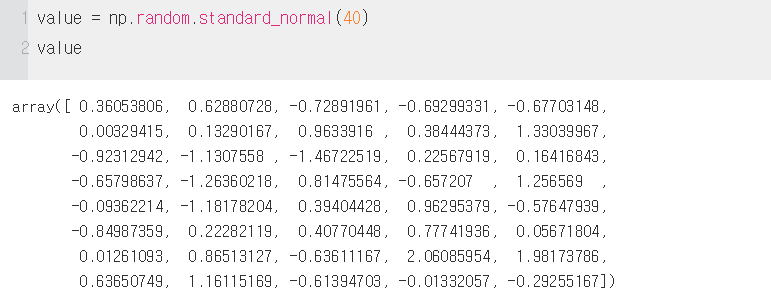 1 value = np.random.standard_normal(40)
2 value
array([ 0.36053806,  0.62880728, -0.72891961, -0.69299331, -0.67703148,
        0.00329415,  0.13290167,  0.9633916 ,  0.38444373,  1.33039967,
       -0.92312942, -1.1307558 , -1.46722519,  0.22567919,  0.16416843,
       -0.65798637, -1.26360218,  0.81475564, -0.657207  ,  1.256569  ,
       -0.09362214, -1.18178204,  0.39404428,  0.96295379, -0.57647939,
       -0.84987359,  0.22282119,  0.40770448,  0.77741936,  0.05671804,
        0.01261093,  0.86513127, -0.63611167,  2.06085954,  1.98173786,
        0.63650749,  1.16115169, -0.61394703, -0.01332057, -0.29255167])